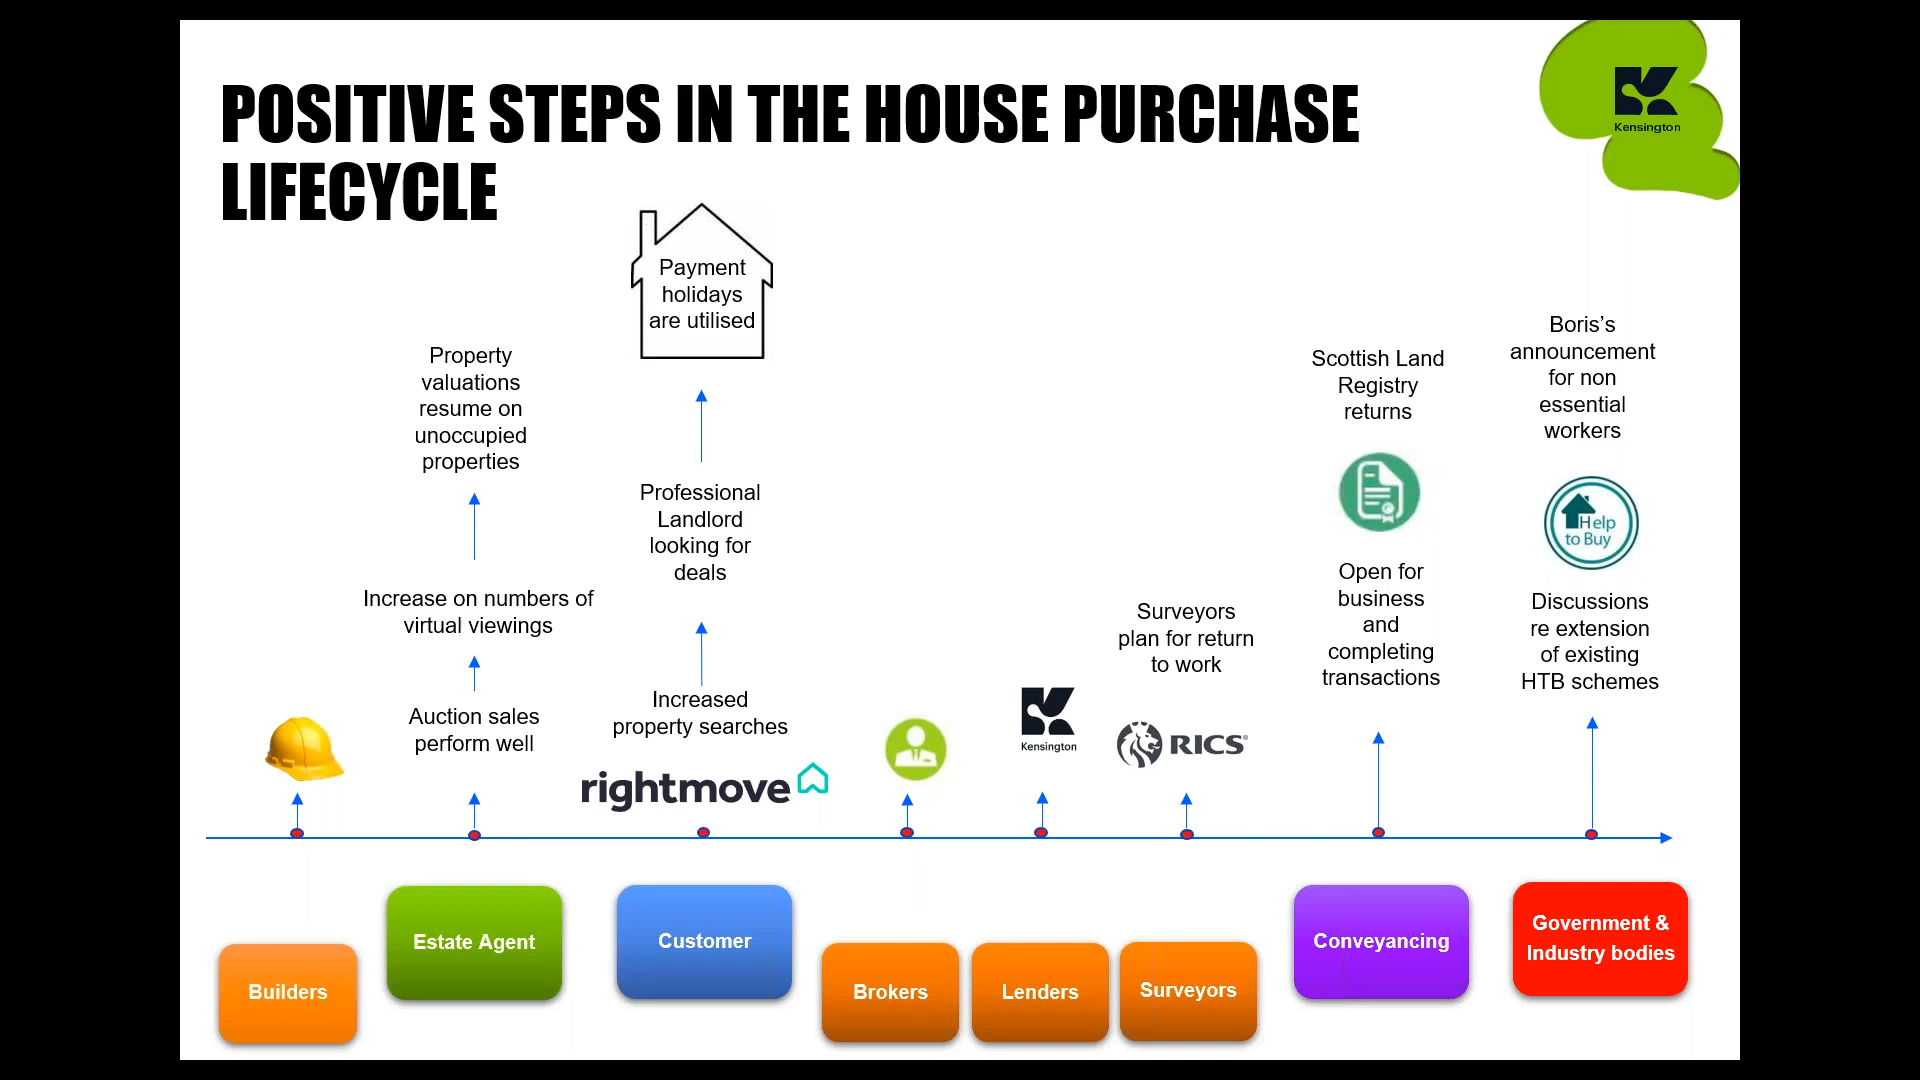 POSITIVE STEPS IN THE HOUSE PURCHASE
LIFECYCLE
Kensington
Payment
holidays
are utilised
Property
valuations
resume on
unoccupied
properties
Increase on numbers of
virtual viewings
Auction sales
perform well
Professional
Landlord
looking for
deals
Increased
property searches
rightmove
Kensington
Surveyors
plan for return
to work
RICS
Scottish Land
Registry
returns
Open for
business
and
completing
transactions
Boris’s
announcement
for non
essential
workers
Help
to Buy
Discussions
re extension
of existing
HTB schemes
Builders
Estate Agent
Customer
Brokers
Lenders
Surveyors
Conveyancing
Government &
Industry bodies